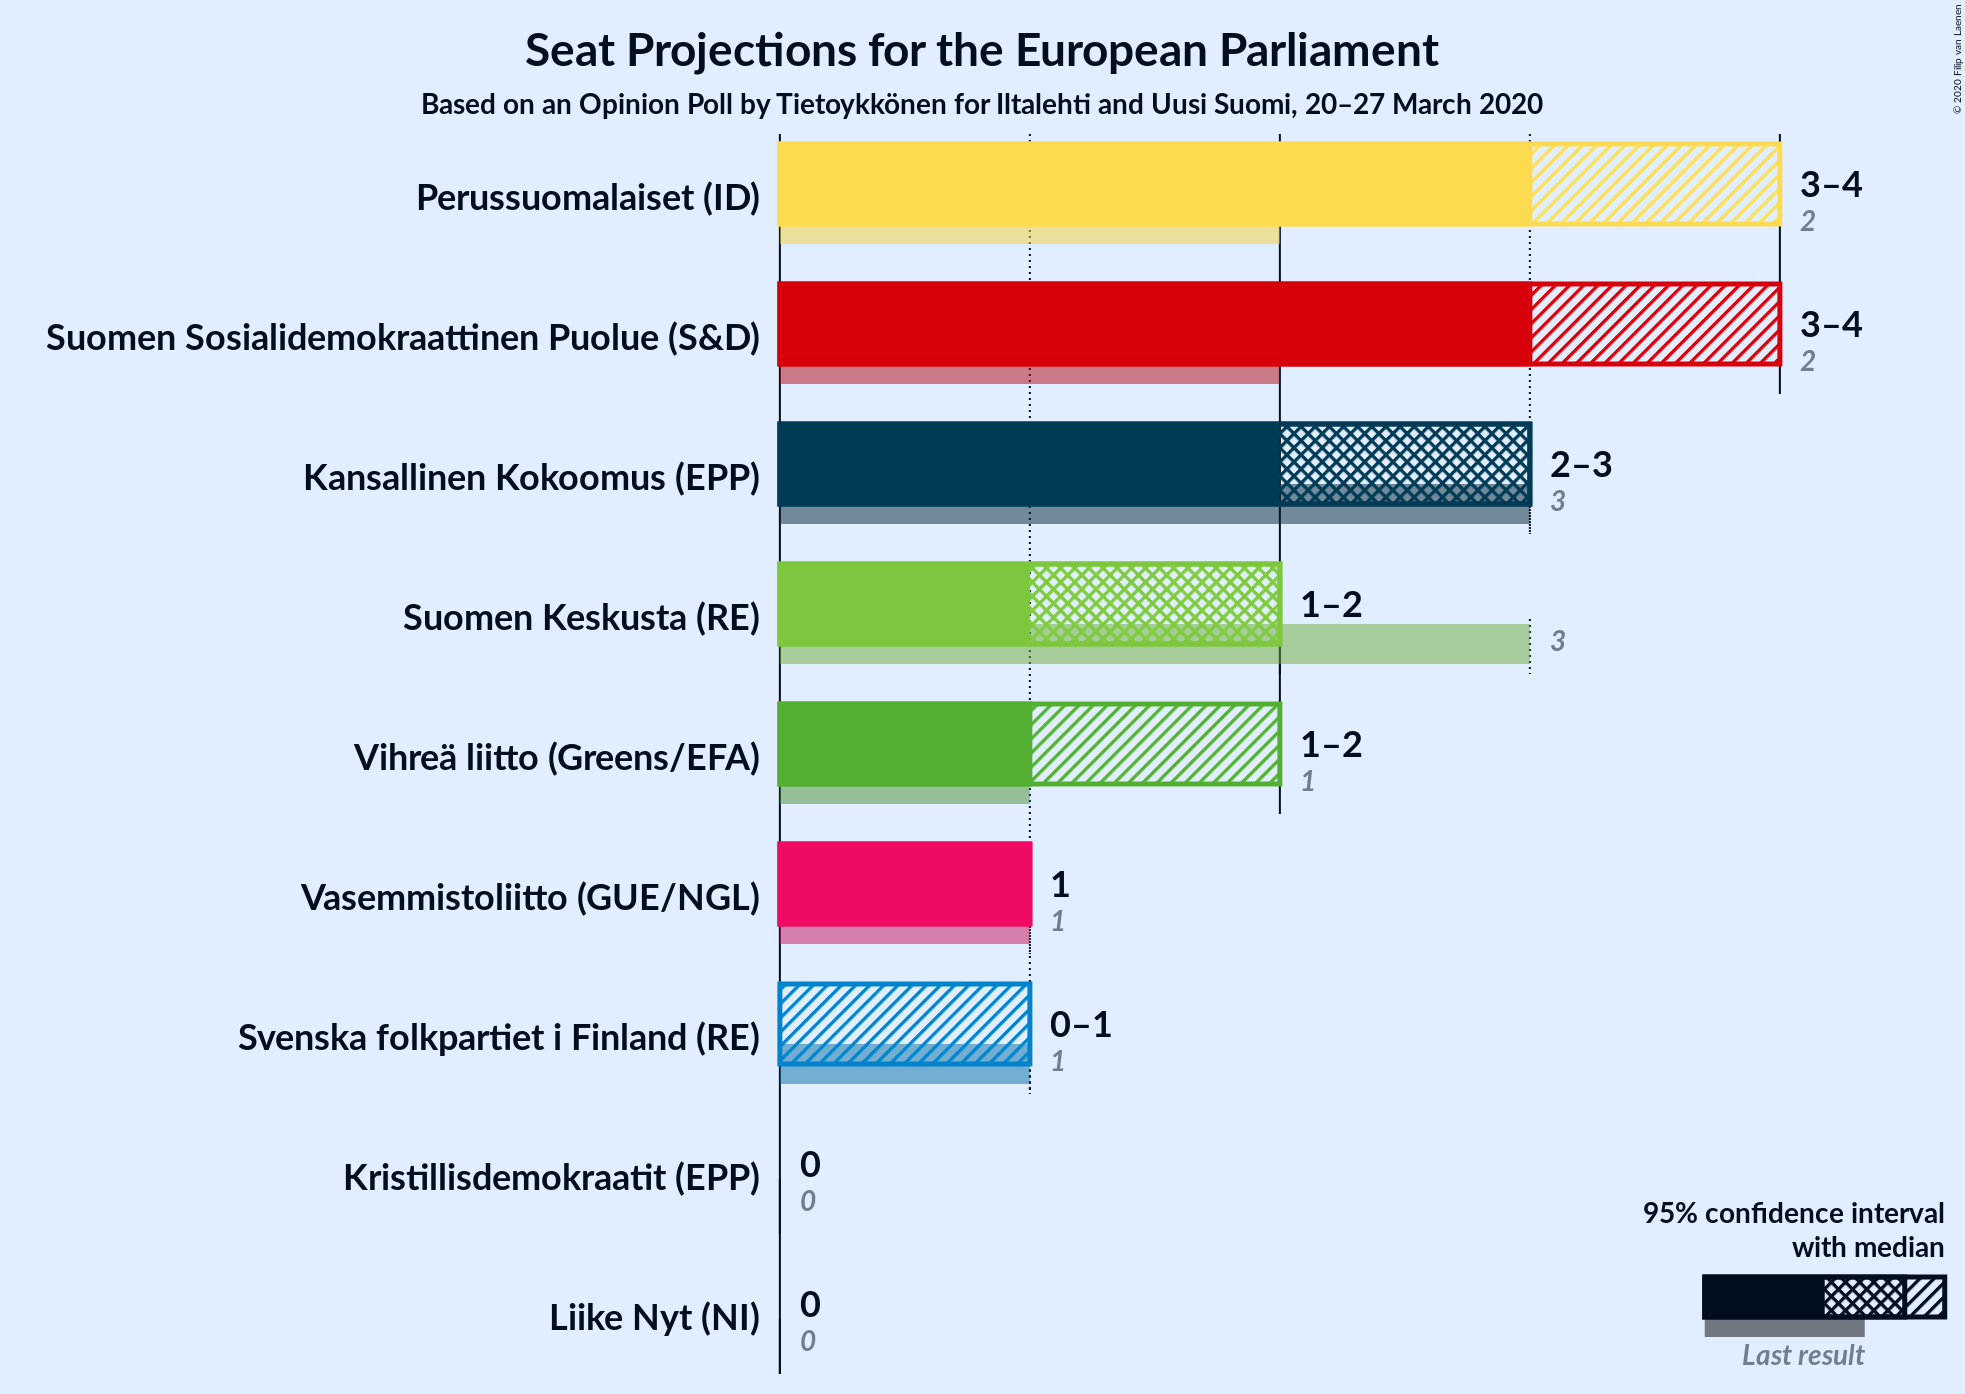 Seat Projections for the European Parliament
Based on an Opinion Poll by Tietoykkönen for Iltalehti and Uusi Suomi, 20–27 March 2020
© 2020 Filip van Laenen
Perussuomalaiset (ID)
3–4
2
Suomen Sosialidemokraattinen Puolue (S&D)
3–4
2
Kansallinen Kokoomus (EPP)
2–3
3
Suomen Keskusta (RE)
1–2
3
Vihreä liitto (Greens/EFA)
1–2
1
Vasemmistoliitto (GUE/NGL)
1
1
Svenska folkpartiet i Finland (RE)
0–1
1
Kristillisdemokraatit (EPP)
0
0
Liike Nyt (NI)
0
0
95% confidence interval
with median
Last result